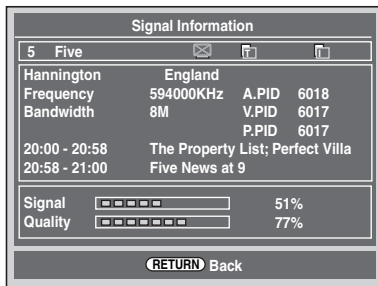 Signal Information
5 Five
Hannington England
Frequency 594000KHz A.PID 6018
Bandwidth 8M V.PID 6017
P.PID 6017
20:00 - 20:58 The Property List; Perfect Villa
20:58 - 21:00 Five News at 9
Signal 51%
Quality 77%
RETURN Back